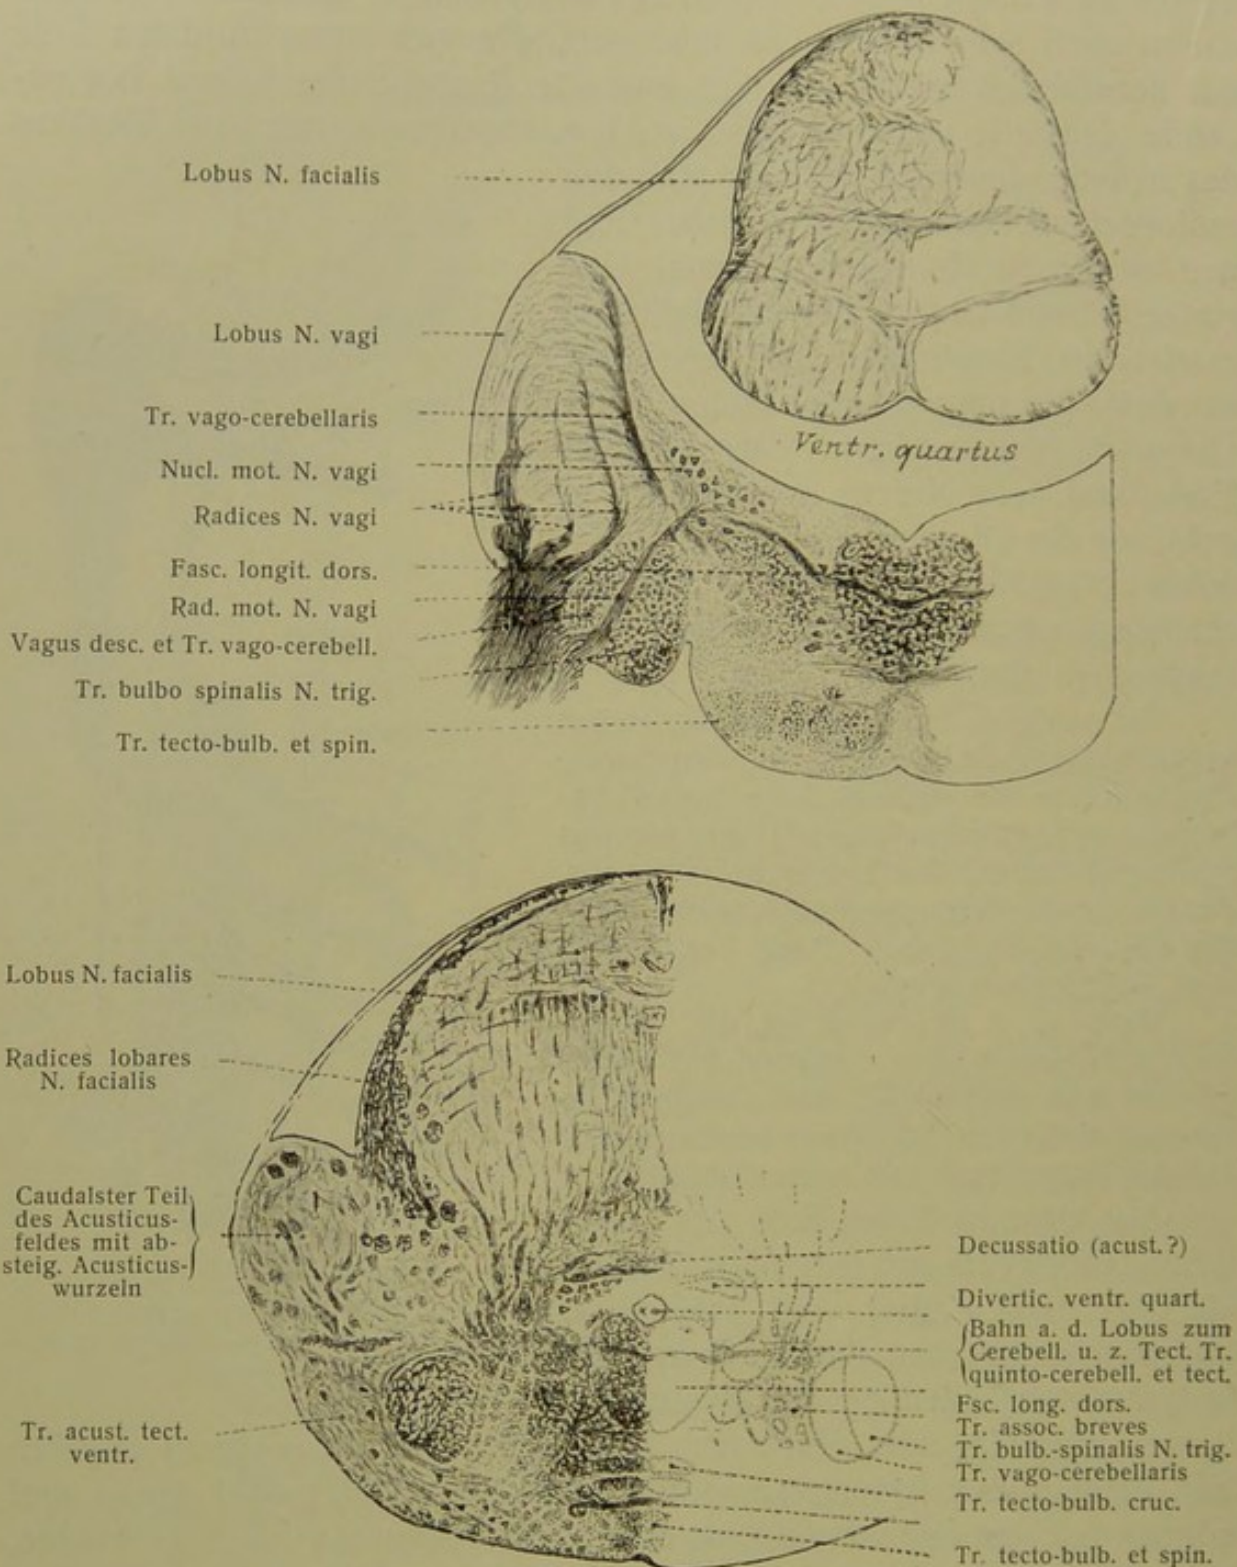 Lobus N. facialis
Lobus N. vagi
Tr. vago-cerebellaris
Nucl. mot. N. vagi
Radices N. vagi
Fasc. longit. dors.
Rad. mot. N. vagi
Vagus desc. et Tr. vago-cerebell.
Tr. bulbo spinalis N. trig.
Tr. tecto-bulb. et spin.
Ventr. quartus
Lobus N. facialis
Radices lobares
N. facialis
Caudalster Teil
des Acusticus-
feldes mit ab-
steig. Acusticus-
wurzeln
Tr. acust. tect.
ventr.
Decussatio (acust.?)
Divertic. ventr. quart.
Bahn a. d. Lobus zum
Cerebell. u. z. Tect. Tr.
quinto-cerebell. et tect.
Fsc. long. dors.
Tr. assoc. breves
Tr. bulb.-spinalis N. trig.
Tr. vago-cerebellaris
Tr. tecto-bulb. cruc.
Tr. tecto-bulb. et spin.